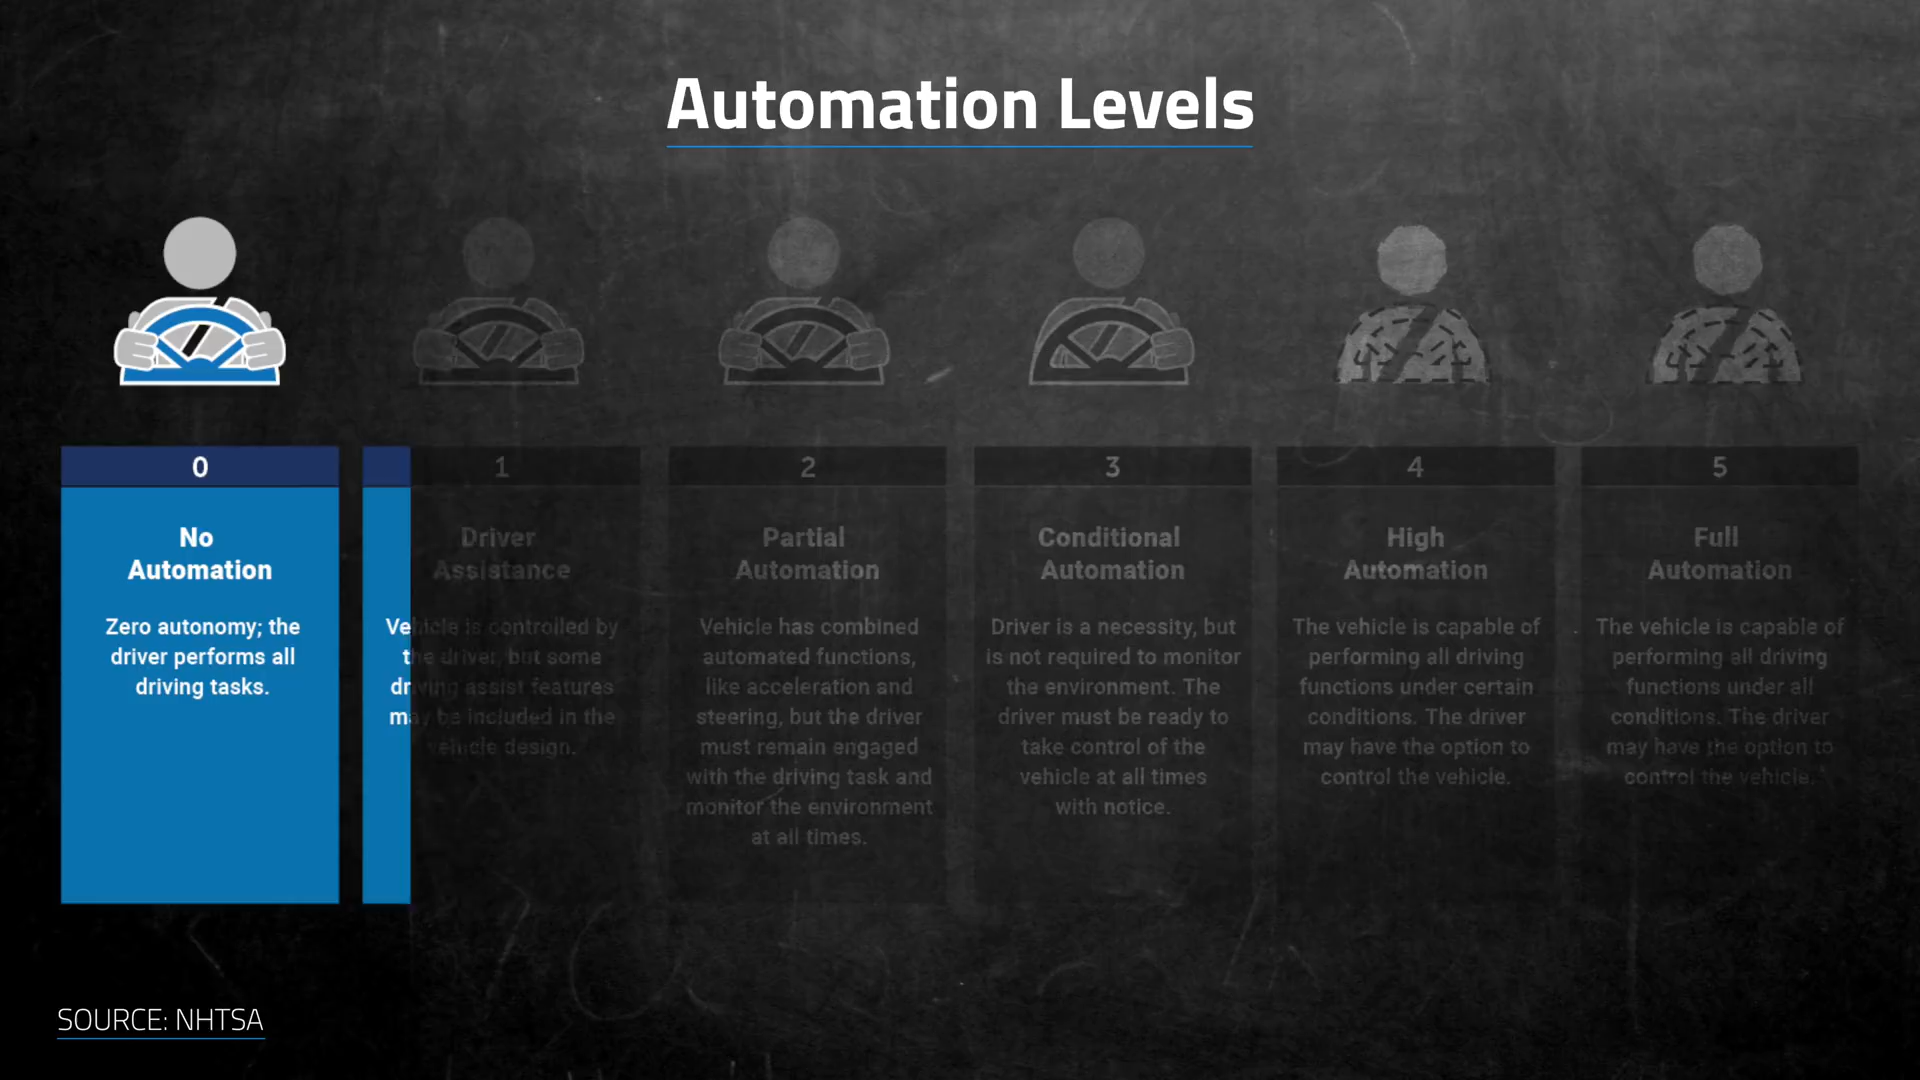 Automation Levels
0
No
Automation
Zero autonomy; the
driver performs all
driving tasks.
1
Driver
Assistance
Vehicle is controlled by
the driver, but some
driving assist features
may be included in the
vehicle design.
2
Partial
Automation
Vehicle has combined
automated functions,
like acceleration and
steering, but the driver
must remain engaged
with the driving task and
monitor the environment
at all times.
3
Conditional
Automation
Driver is a necessity, but
is not required to monitor
the environment. The
driver must be ready to
take control of the
vehicle at all times
with notice.
4
High
Automation
The vehicle is capable of
performing all driving
functions under certain
conditions. The driver
may have the option to
control the vehicle.
5
Full
Automation
The vehicle is capable of
performing all driving
functions under all
conditions. The driver
may have the option to
control the vehicle.
SOURCE: NHTSA